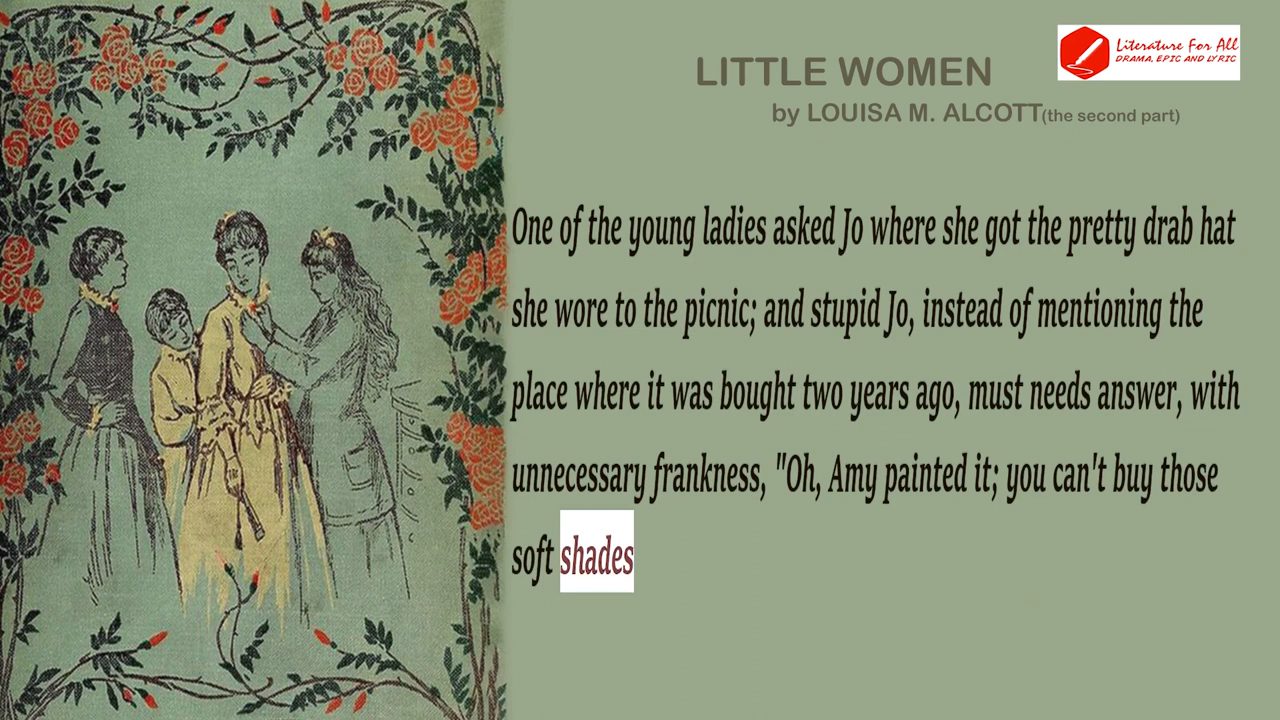 LITTLE WOMEN
by LOUISA M. ALCOTT(the second part)
Literature For All
DRAMA, EPIC AND LYRIC
One of the young ladies asked Jo where she got the pretty drab hat
she wore to the picnic; and stupid Jo, instead of mentioning the
place where it was bought two years ago, must needs answer, with
unnecessary frankness, "Oh, Amy painted it; you can't buy those
soft shades